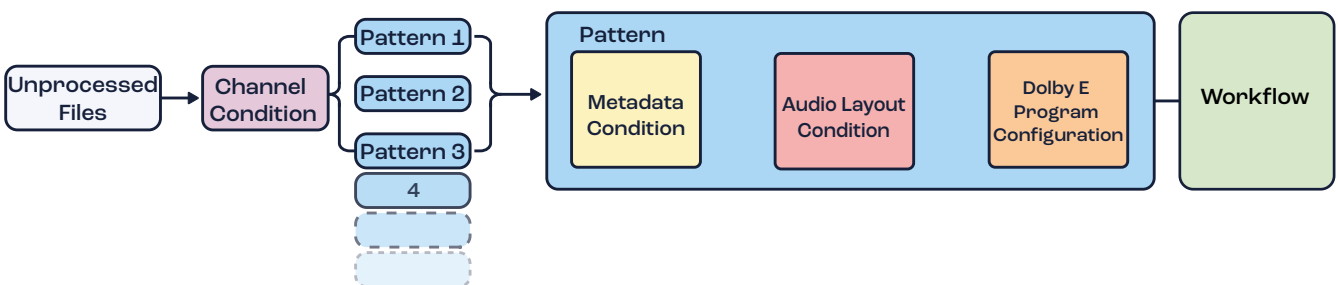 Unprocessed
Files
Channel
Condition
Pattern 1
Pattern 2
Pattern 3
4
Pattern
Metadata
Condition
Audio Layout
Condition
Dolby E
Program
Configuration
Workflow